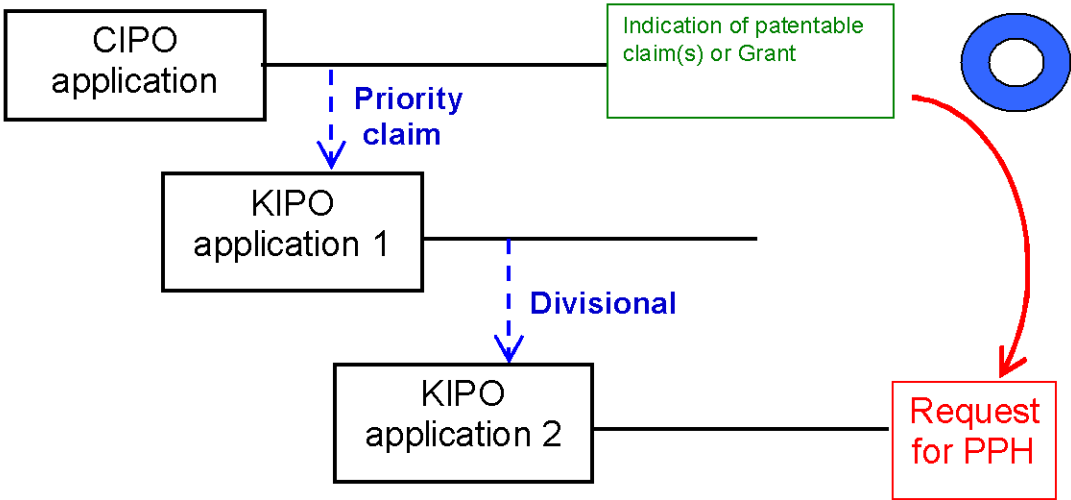 CIPO
application
Indication of patentable
claim(s) or Grant
Priority
claim
KIPO
application 1
Divisional
KIPO
application 2
Request
for PPH